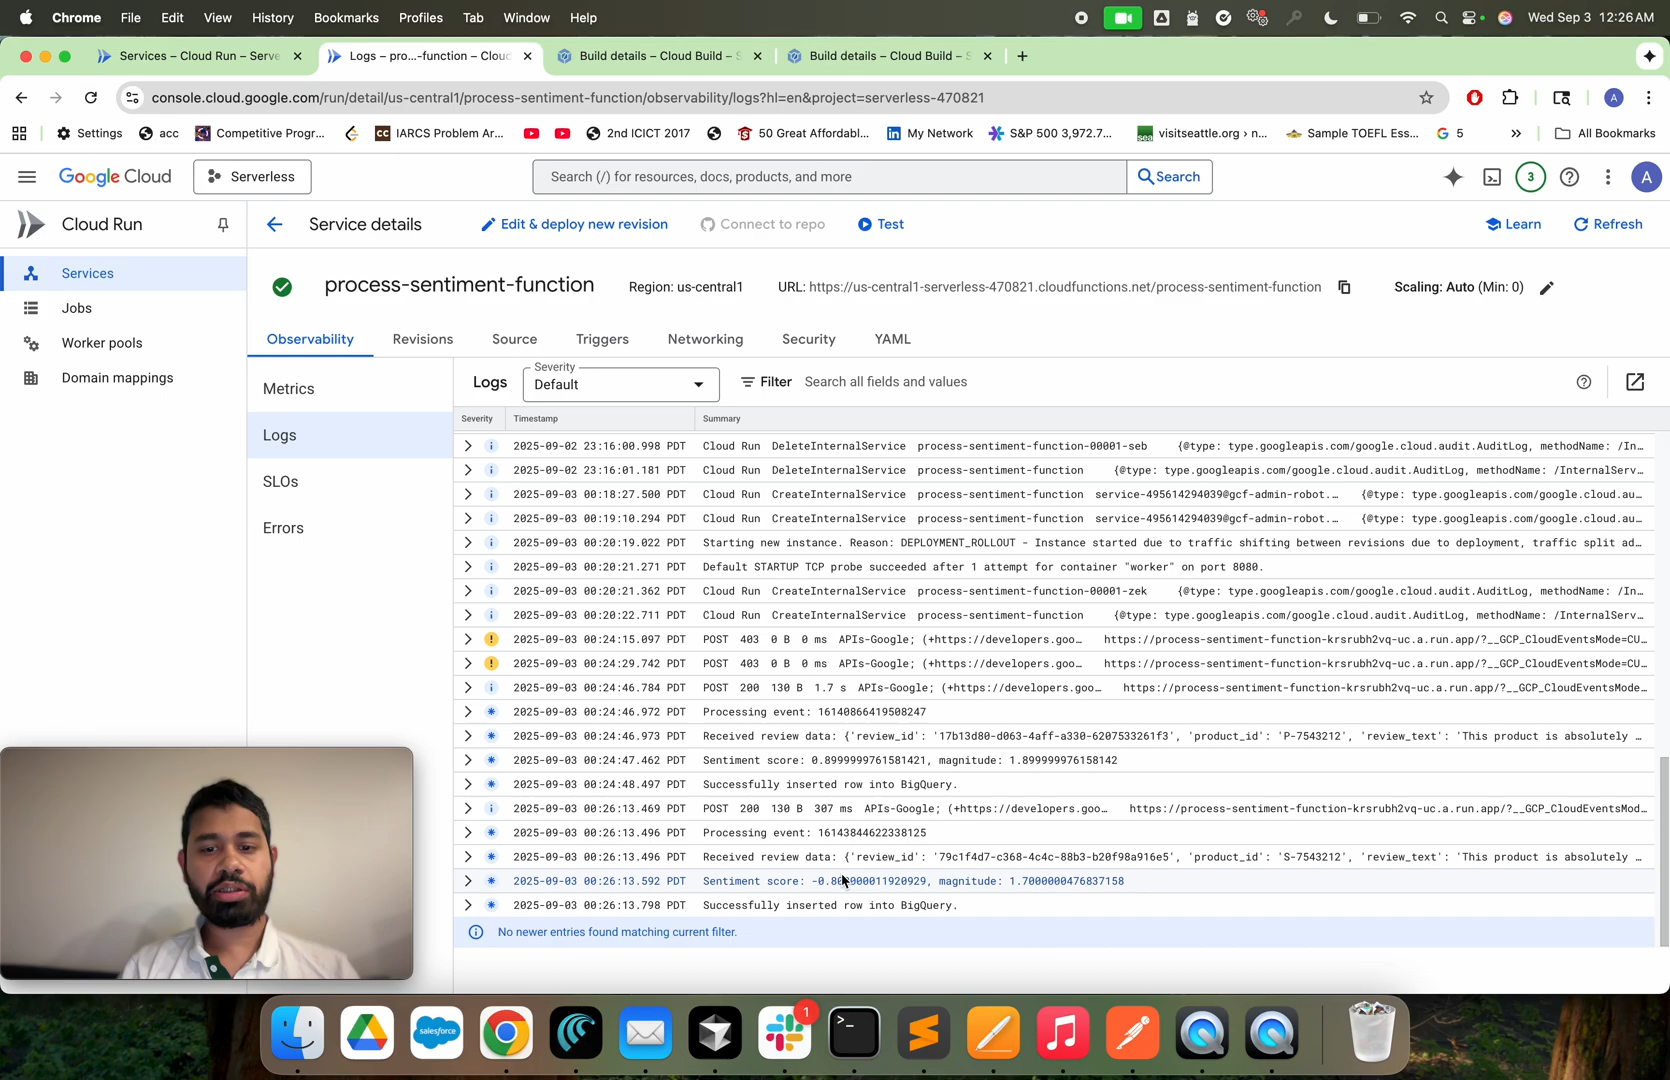 Chrome File Edit View History Bookmarks Profiles Tab Window Help Wed Sep 3 12:26 AM
Services – Cloud Run – Serve Logs – pro...-function – Cloud Build details – Cloud Build – S Build details – Cloud Build – S
console.cloud.google.com/run/detail/us-central1/process-sentiment-function/observability/logs?hl=en&project=serverless-470821 A
Settings acc Competitive Progr... CC IARCS Problem Ar... 2nd ICICT 2017 50 Great Affordabl... My Network S&P 500 3,972.7... visitseattle.org › n... Sample TOEFL Ess... G 5 » All Bookmarks
Google Cloud Serverless Search (/) for resources, docs, products, and more Search 3 A
Cloud Run Service details Edit & deploy new revision Connect to repo Test Learn Refresh
Services
Jobs
Worker pools
Domain mappings
process-sentiment-function Region: us-central1 URL: https://us-central1-serverless-470821.cloudfunctions.net/process-sentiment-function Scaling: Auto (Min: 0)
Observability Revisions Source Triggers Networking Security YAML
Metrics
Logs
SLOs
Errors
Logs Severity Default Filter Search all fields and values
Severity Timestamp Summary
2025-09-02 23:16:00.998 PDT Cloud Run DeleteInternalService process-sentiment-function-00001-seb {@type: type.googleapis.com/google.cloud.audit.AuditLog, methodName: /In…
2025-09-02 23:16:01.181 PDT Cloud Run DeleteInternalService process-sentiment-function {@type: type.googleapis.com/google.cloud.audit.AuditLog, methodName: /InternalServ…
2025-09-03 00:18:27.500 PDT Cloud Run CreateInternalService process-sentiment-function service-495614294039@gcf-admin-robot.… {@type: type.googleapis.com/google.cloud.au…
2025-09-03 00:19:10.294 PDT Cloud Run CreateInternalService process-sentiment-function service-495614294039@gcf-admin-robot.… {@type: type.googleapis.com/google.cloud.au…
2025-09-03 00:20:19.022 PDT Starting new instance. Reason: DEPLOYMENT_ROLLOUT - Instance started due to traffic shifting between revisions due to deployment, traffic split ad…
2025-09-03 00:20:21.271 PDT Default STARTUP TCP probe succeeded after 1 attempt for container "worker" on port 8080.
2025-09-03 00:20:21.362 PDT Cloud Run CreateInternalService process-sentiment-function-00001-zek {@type: type.googleapis.com/google.cloud.audit.AuditLog, methodName: /In…
2025-09-03 00:20:22.711 PDT Cloud Run CreateInternalService process-sentiment-function {@type: type.googleapis.com/google.cloud.audit.AuditLog, methodName: /InternalServ…
2025-09-03 00:24:15.097 PDT POST 403 0 B 0 ms APIs-Google; (+https://developers.goo… https://process-sentiment-function-krsrubh2vq-uc.a.run.app/?__GCP_CloudEventsMode=CU…
2025-09-03 00:24:29.742 PDT POST 403 0 B 0 ms APIs-Google; (+https://developers.goo… https://process-sentiment-function-krsrubh2vq-uc.a.run.app/?__GCP_CloudEventsMode=CU…
2025-09-03 00:24:46.784 PDT POST 200 130 B 1.7 s APIs-Google; (+https://developers.goo… https://process-sentiment-function-krsrubh2vq-uc.a.run.app/?__GCP_CloudEventsMode…
2025-09-03 00:24:46.972 PDT Processing event: 16140866419508247
2025-09-03 00:24:46.973 PDT Received review data: {'review_id': '17b13d80-d063-4aff-a330-6207533261f3', 'product_id': 'P-7543212', 'review_text': 'This product is absolutely …
2025-09-03 00:24:47.462 PDT Sentiment score: 0.8999999761581421, magnitude: 1.899999976158142
2025-09-03 00:24:48.497 PDT Successfully inserted row into BigQuery.
2025-09-03 00:26:13.469 PDT POST 200 130 B 307 ms APIs-Google; (+https://developers.goo… https://process-sentiment-function-krsrubh2vq-uc.a.run.app/?__GCP_CloudEventsMod…
2025-09-03 00:26:13.496 PDT Processing event: 16143844622338125
2025-09-03 00:26:13.496 PDT Received review data: {'review_id': '79c1f4d7-c368-4c4c-88b3-b20f98a916e5', 'product_id': 'S-7543212', 'review_text': 'This product is absolutely …
2025-09-03 00:26:13.592 PDT Sentiment score: magnitude: 1.7000000476837158
2025-09-03 00:26:13.798 PDT Successfully inserted row into BigQuery.
No newer entries found matching current filter.
salesforce 1